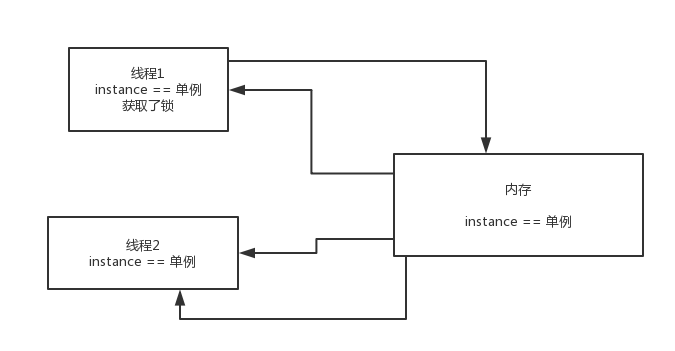 线程1
instance == 单例
获取了锁
内存
instance == 单例
线程2
instance == 单例